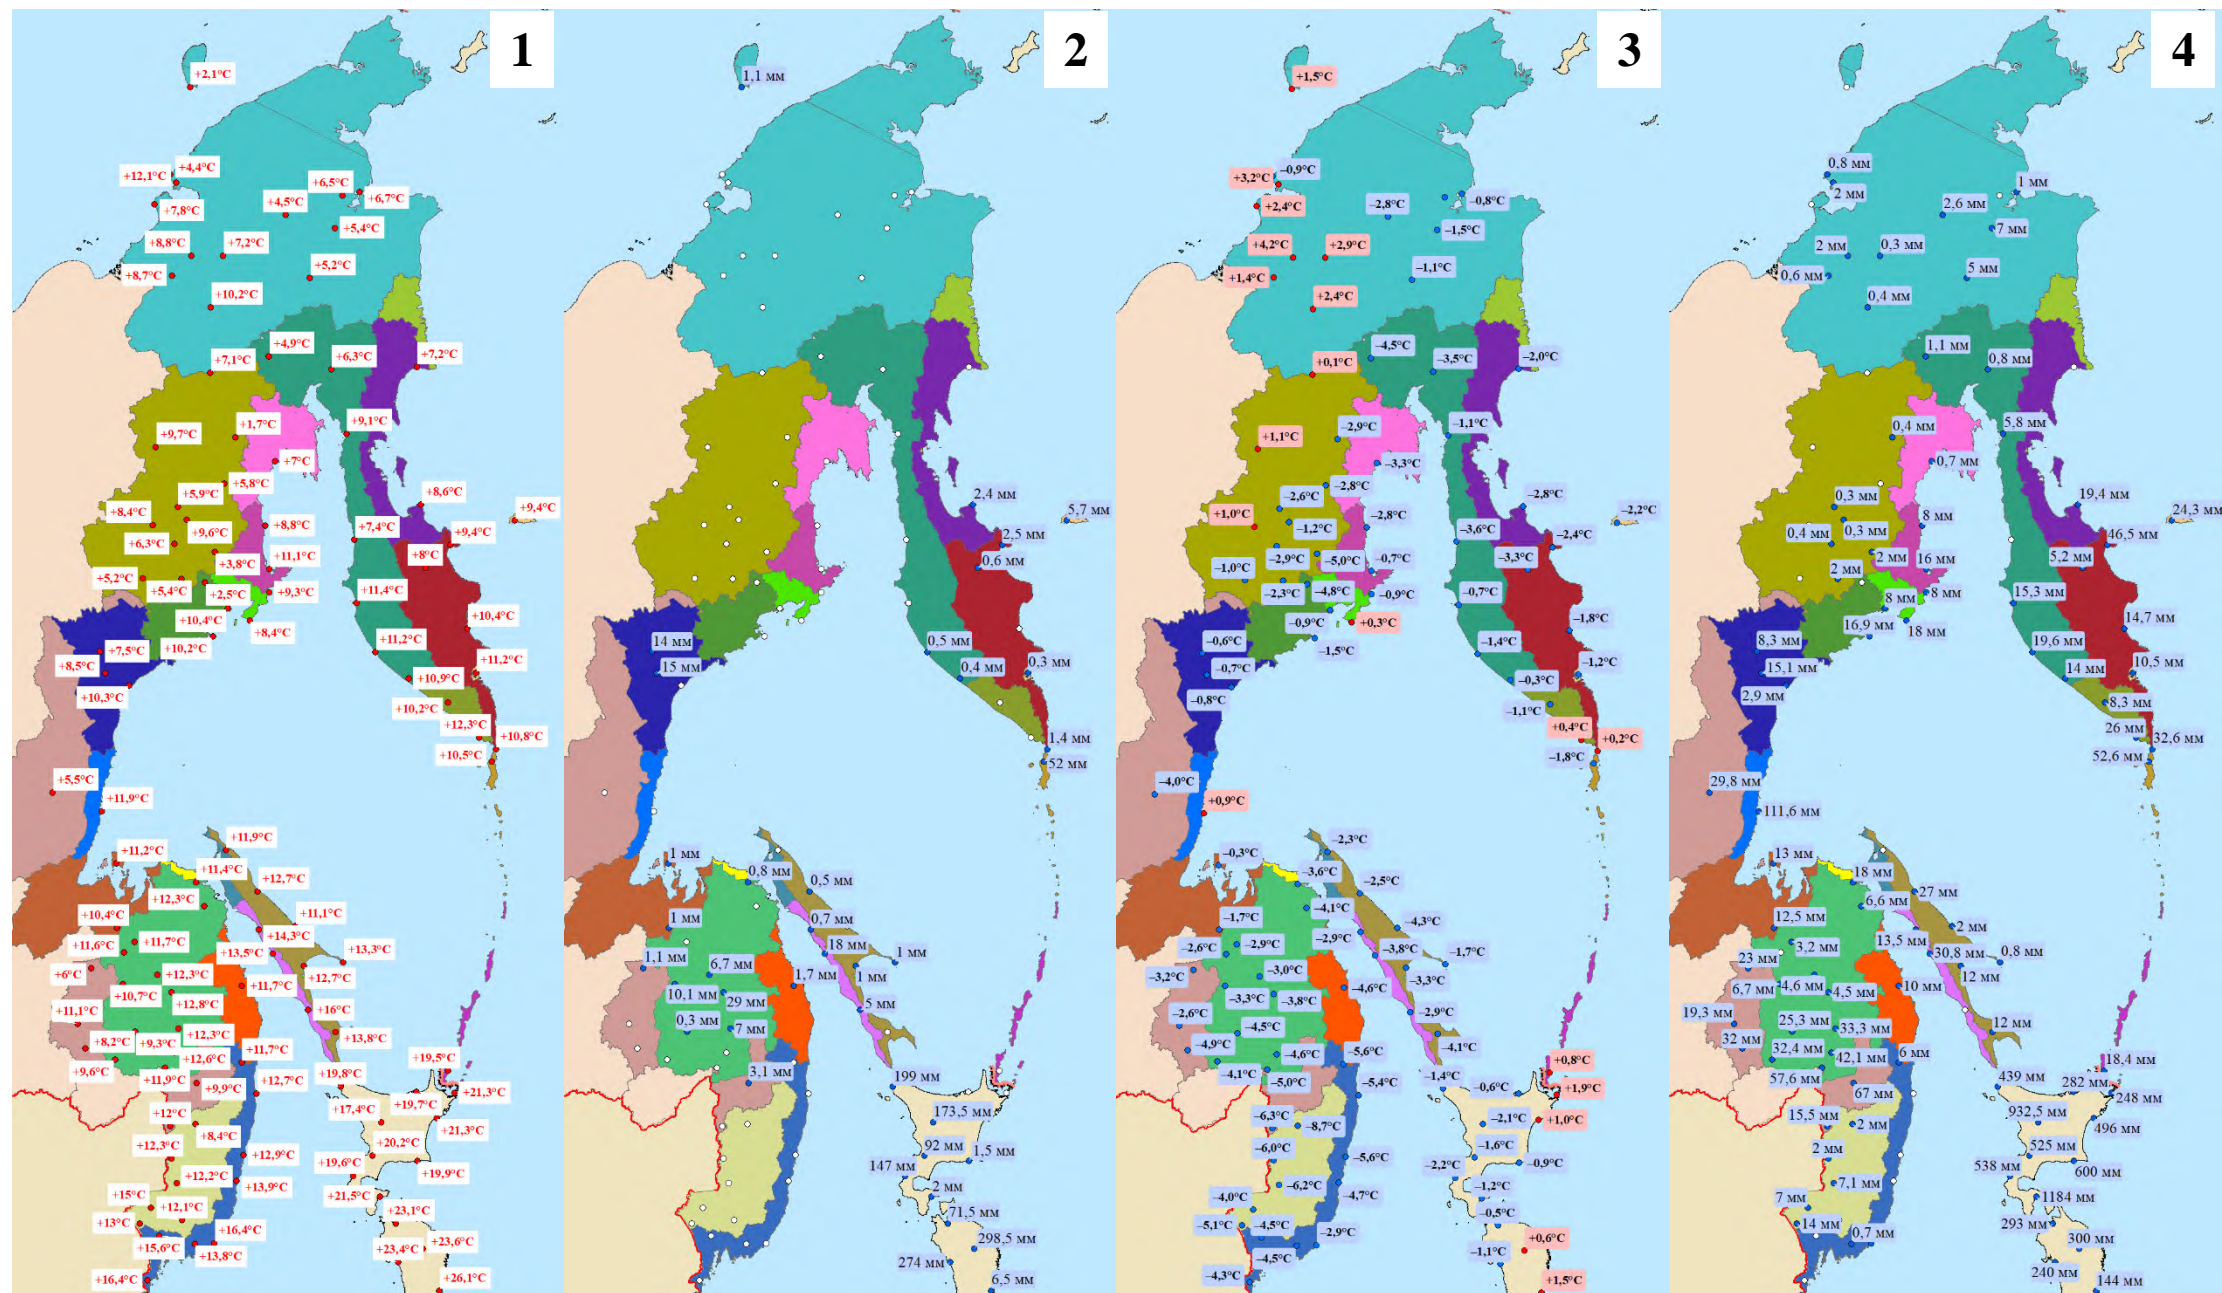 1
+2,1°C
+4,4°C
+12,1°C
+7,8°C
+6,5°C
+6,7°C
+4,5°C
+5,4°C
+8,8°C
+7,2°C
+8,7°C
+5,2°C
+10,2°C
+4,9°C
+7,1°C
+6,3°C
+7,2°C
+9,7°C
+1,7°C
+9,1°C
+7°C
+5,8°C
+5,9°C
+8,6°C
+9,4°C
+8,4°C
+9,6°C
+8,8°C
+7,4°C
+9,4°C
+6,3°C
+3,8°C
+11,1°C
+8°C
+5,2°C
+5,4°C
+2,5°C
+9,3°C
+11,4°C
+10,4°C
+10,4°C
+8,4°C
+7,5°C
+10,2°C
+11,2°C
+8,5°C
+11,2°C
+10,3°C
+10,9°C
+10,2°C
+12,3°C
+10,8°C
+10,5°C
+5,5°C
+11,9°C
+11,9°C
+11,2°C
+11,4°C
+12,7°C
+12,3°C
+10,4°C
+11,1°C
+14,3°C
+11,6°C
+11,7°C
+13,5°C
+13,3°C
+6°C
+12,3°C
+12,7°C
+10,7°C
+12,8°C
+11,7°C
+11,1°C
+16°C
+8,2°C
+9,3°C
+12,3°C
+13,8°C
+9,6°C
+12,6°C
+11,7°C
+19,5°C
+11,9°C
+9,9°C
+12,7°C
+19,8°C
+19,7°C
+21,3°C
+12°C
+8,4°C
+17,4°C
+21,3°C
+12,3°C
+12,9°C
+20,2°C
+19,6°C
+19,9°C
+12,2°C
+13,9°C
+21,5°C
+15°C
+12,1°C
+13°C
+23,1°C
+15,6°C
+13,8°C
+16,4°C
+23,4°C
+23,6°C
+16,4°C
+26,1°C
2
1,1 мм
2,4 мм
5,7 мм
2,5 мм
0,6 мм
14 мм
15 мм
0,5 мм
0,4 мм
0,3 мм
1,4 мм
52 мм
1 мм
0,8 мм
0,5 мм
1 мм
0,7 мм
18 мм
1,1 мм
6,7 мм
1,7 мм
1 мм
1 мм
10,1 мм
29 мм
5 мм
0,3 мм
7 мм
3,1 мм
199 мм
173,5 мм
92 мм
1,5 мм
147 мм
2 мм
71,5 мм
298,5 мм
274 мм
6,5 мм
3
+1,5°C
–0,9°C
+3,2°C
+2,4°C
–2,8°C
–0,8°C
–1,5°C
+4,2°C
+2,9°C
+1,4°C
–1,1°C
+2,4°C
–4,5°C
+0,1°C
–3,5°C
–2,0°C
+1,1°C
–2,9°C
–1,1°C
–3,3°C
–2,8°C
–2,6°C
–2,8°C
–2,2°C
+1,0°C
–1,2°C
–2,8°C
–3,6°C
–2,4°C
–2,9°C
–5,0°C
–0,7°C
–3,3°C
–1,0°C
–2,3°C
–4,8°C
–0,9°C
–0,7°C
–0,9°C
+0,3°C
–1,8°C
–0,6°C
–1,5°C
–1,4°C
–0,7°C
–1,2°C
–0,8°C
–0,3°C
–1,1°C
+0,4°C
+0,2°C
–1,8°C
–4,0°C
+0,9°C
–2,3°C
–0,3°C
–3,6°C
–2,5°C
–4,1°C
–1,7°C
–4,3°C
–2,9°C
–2,6°C
–2,9°C
–3,8°C
–1,7°C
–3,2°C
–3,0°C
–3,3°C
–3,3°C
–3,8°C
–4,6°C
–2,6°C
–2,9°C
–4,5°C
–4,9°C
–4,6°C
–5,6°C
–4,1°C
–4,1°C
–5,0°C
–5,4°C
–1,4°C
–0,6°C
+0,8°C
+1,9°C
–6,3°C
–8,7°C
–2,1°C
+1,0°C
–6,0°C
–5,6°C
–1,6°C
–2,2°C
–0,9°C
–6,2°C
–4,7°C
–1,2°C
–4,0°C
–5,1°C
–4,5°C
–0,5°C
–2,9°C
–4,5°C
–1,1°C
+0,6°C
–4,3°C
+1,5°C
4
0,8 мм
2 мм
1 мм
2,6 мм
7 мм
2 мм
0,3 мм
0,6 мм
5 мм
0,4 мм
1,1 мм
0,8 мм
0,4 мм
5,8 мм
0,7 мм
0,3 мм
19,4 мм
24,3 мм
0,4 мм
0,3 мм
8 мм
46,5 мм
2 мм
2 мм
16 мм
5,2 мм
8 мм
8 мм
15,3 мм
16,9 мм
18 мм
14,7 мм
8,3 мм
19,6 мм
15,1 мм
14 мм
10,5 мм
2,9 мм
8,3 мм
26 мм
32,6 мм
52,6 мм
29,8 мм
111,6 мм
13 мм
18 мм
27 мм
6,6 мм
12,5 мм
2 мм
3,2 мм
13,5 мм
30,8 мм
0,8 мм
23 мм
12 мм
6,7 мм
4,6 мм
4,5 мм
10 мм
19,3 мм
25,3 мм
33,3 мм
12 мм
32 мм
32,4 мм
42,1 мм
6 мм
18,4 мм
57,6 мм
67 мм
439 мм
282 мм
248 мм
15,5 мм
2 мм
932,5 мм
496 мм
2 мм
525 мм
538 мм
600 мм
7,1 мм
7 мм
1184 мм
14 мм
0,7 мм
293 мм
300 мм
240 мм
144 мм